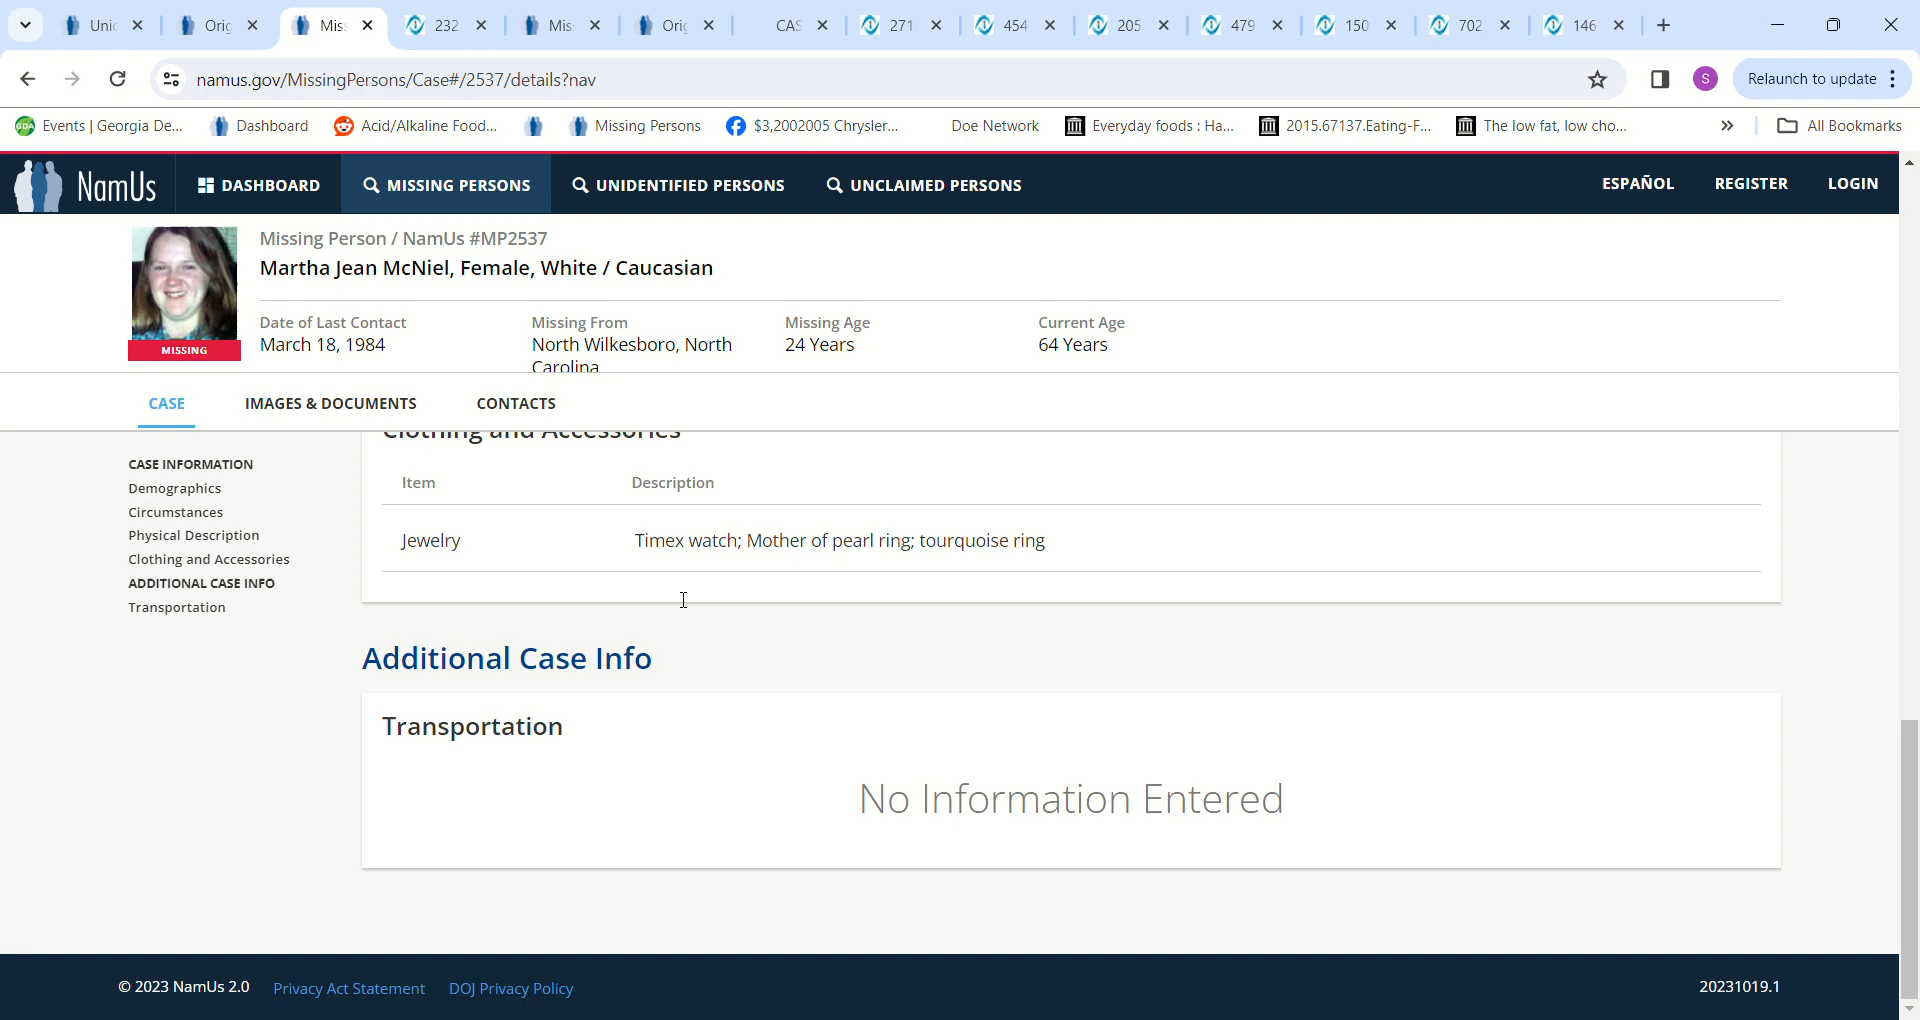 Unic
Orig
Miss
232
Mis
Orig
CAS
271
454
205
479
150
702
146
namus.gov/MissingPersons/Case#/2537/details?nav
S
Relaunch to update
GDA
Events | Georgia De...
Dashboard
Acid/Alkaline Food...
Missing Persons
$3,2002005 Chrysler...
Doe Network
Everyday foods : Ha...
2015.67137.Eating-F...
The low fat, low cho...
»
All Bookmarks
NamUs
DASHBOARD
MISSING PERSONS
UNIDENTIFIED PERSONS
UNCLAIMED PERSONS
ESPAÑOL
REGISTER
LOGIN
Missing Person / NamUs #MP2537
Martha Jean McNiel, Female, White / Caucasian
MISSING
Date of Last Contact
March 18, 1984
Missing From
North Wilkesboro, North
Carolina
Missing Age
24 Years
Current Age
64 Years
CASE
IMAGES & DOCUMENTS
CONTACTS
CASE INFORMATION
Demographics
Circumstances
Physical Description
Clothing and Accessories
ADDITIONAL CASE INFO
Transportation
Clothing and Accessories
Item Description
Jewelry Timex watch; Mother of pearl ring; tourquoise ring
Additional Case Info
Transportation
No Information Entered
© 2023 NamUs 2.0 Privacy Act Statement DOJ Privacy Policy 20231019.1